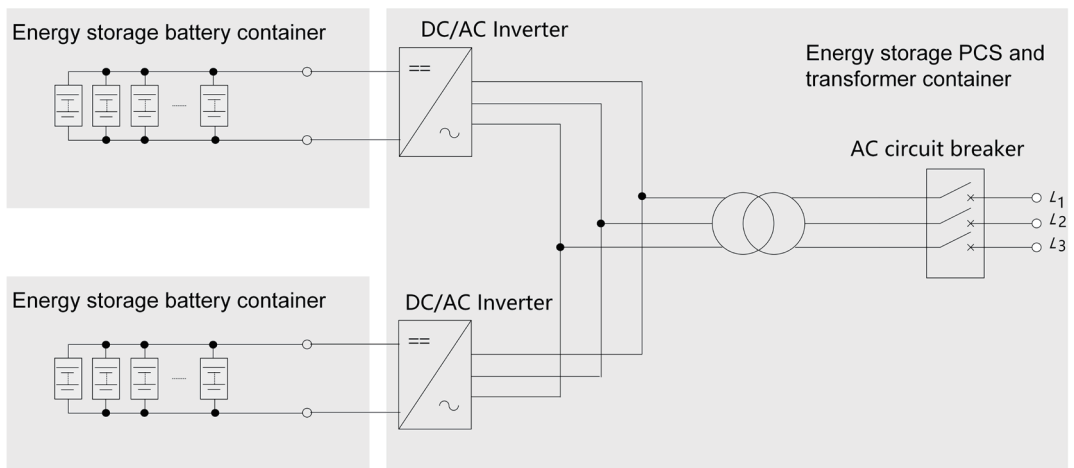 Energy storage battery container
DC/AC Inverter
Energy storage PCS and
transformer container
AC circuit breaker
L1
L2
L3
Energy storage battery container
DC/AC Inverter